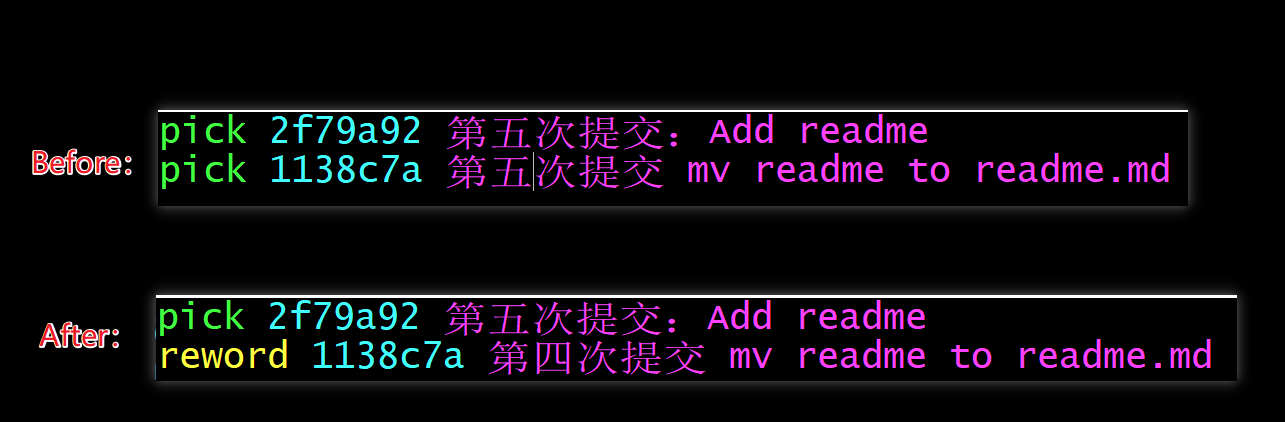 pick 2f79a92 第五次提交：Add readme
Before:
pick 1138c7a 第五次提交 mv readme to readme.md
pick 2f79a92 第五次提交：Add readme
After:
reword 1138c7a 第四次提交 mv readme to readme.md